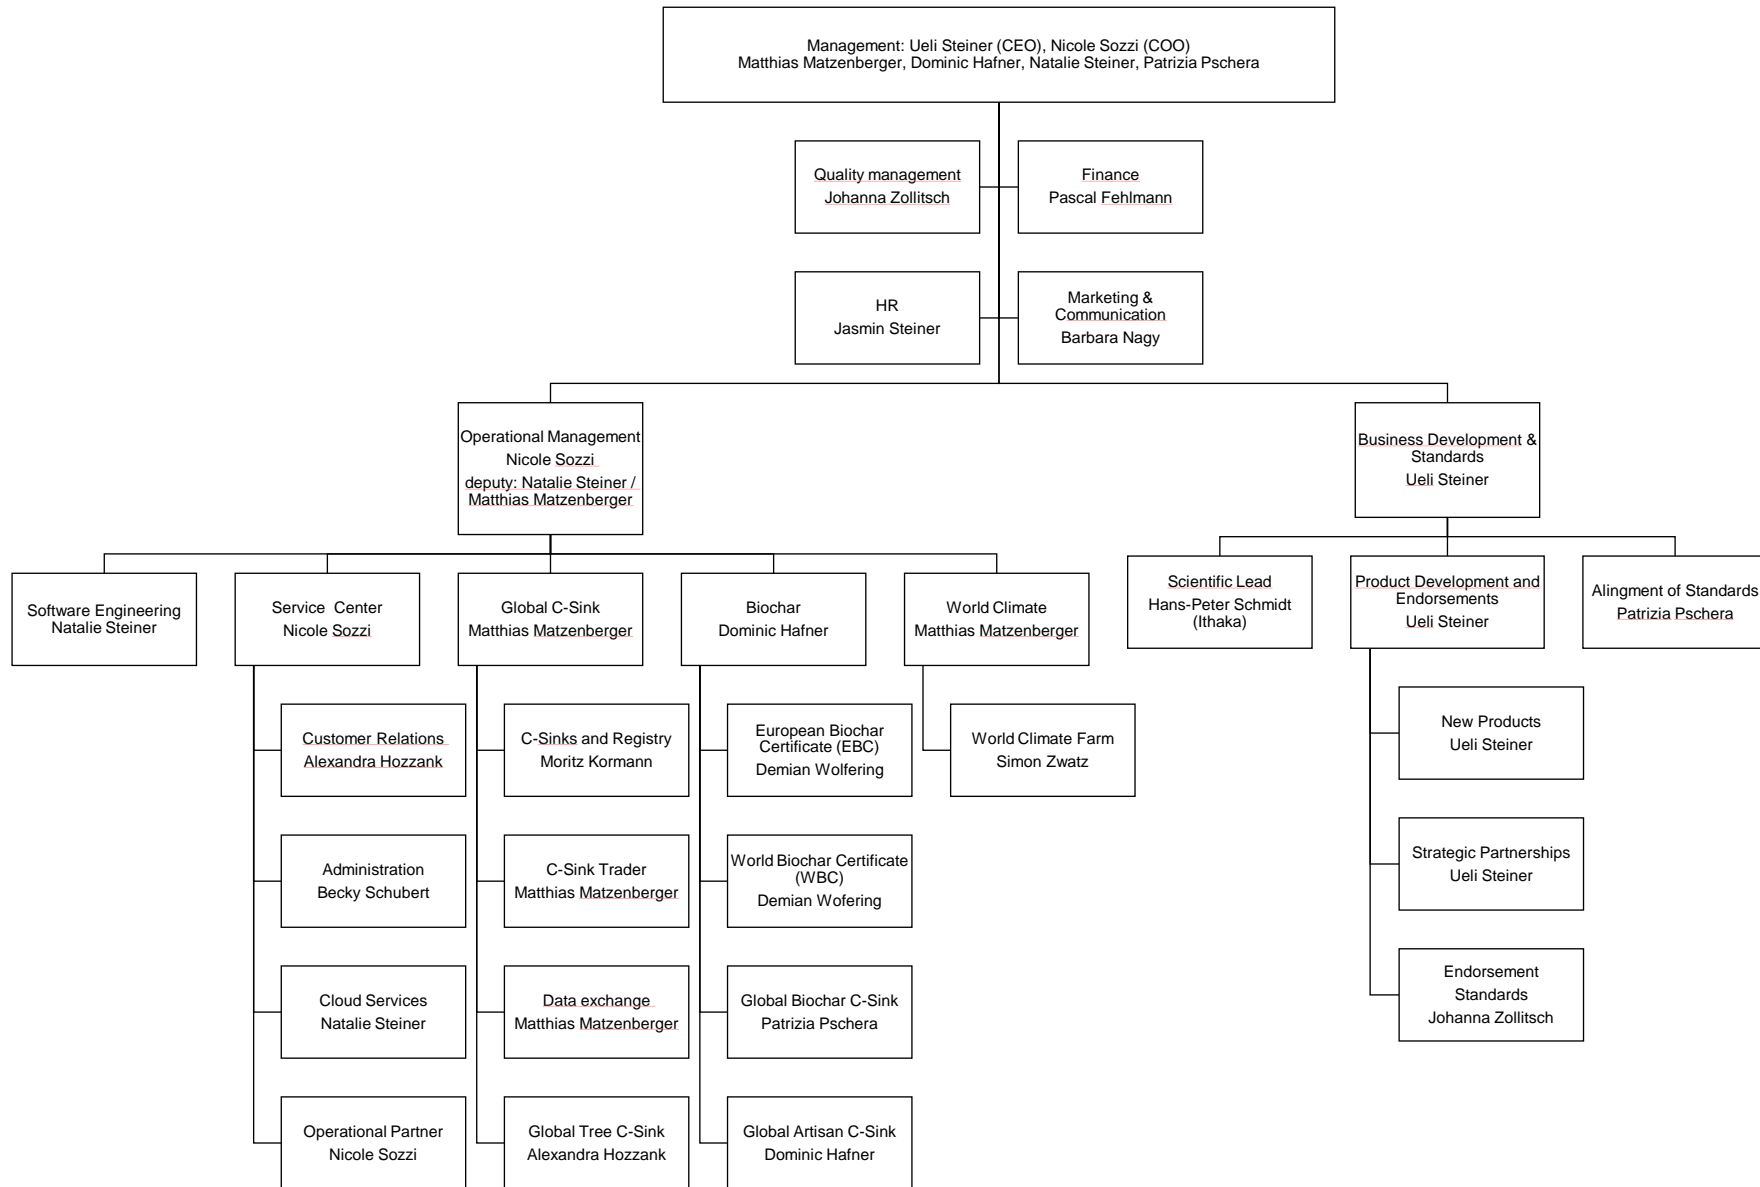 Management: Ueli Steiner (CEO), Nicole Sozzi (COO)
Matthias Matzenberger, Dominic Hafner, Natalie Steiner, Patrizia Pschera
Quality management
Johanna Zollitsch
Finance
Pascal Fehlmann
HR
Jasmin Steiner
Marketing &
Communication
Barbara Nagy
Operational Management
Nicole Sozzi
deputy: Natalie Steiner /
Matthias Matzenberger
Business Development &
Standards
Ueli Steiner
Software Engineering
Natalie Steiner
Service Center
Nicole Sozzi
Global C-Sink
Matthias Matzenberger
Biochar
Dominic Hafner
World Climate
Matthias Matzenberger
Scientific Lead
Hans-Peter Schmidt
(Ithaka)
Product Development and
Endorsements
Ueli Steiner
Alingment of Standards
Patrizia Pschera
Customer Relations
Alexandra Hozzank
Administration
Becky Schubert
Cloud Services
Natalie Steiner
Operational Partner
Nicole Sozzi
C-Sinks and Registry
Moritz Kormann
C-Sink Trader
Matthias Matzenberger
Data exchange
Matthias Matzenberger
Global Tree C-Sink
Alexandra Hozzank
European Biochar
Certificate (EBC)
Demian Wolfering
World Biochar Certificate
(WBC)
Demian Wofering
Global Biochar C-Sink
Patrizia Pschera
Global Artisan C-Sink
Dominic Hafner
World Climate Farm
Simon Zwatz
New Products
Ueli Steiner
Strategic Partnerships
Ueli Steiner
Endorsement
Standards
Johanna Zollitsch